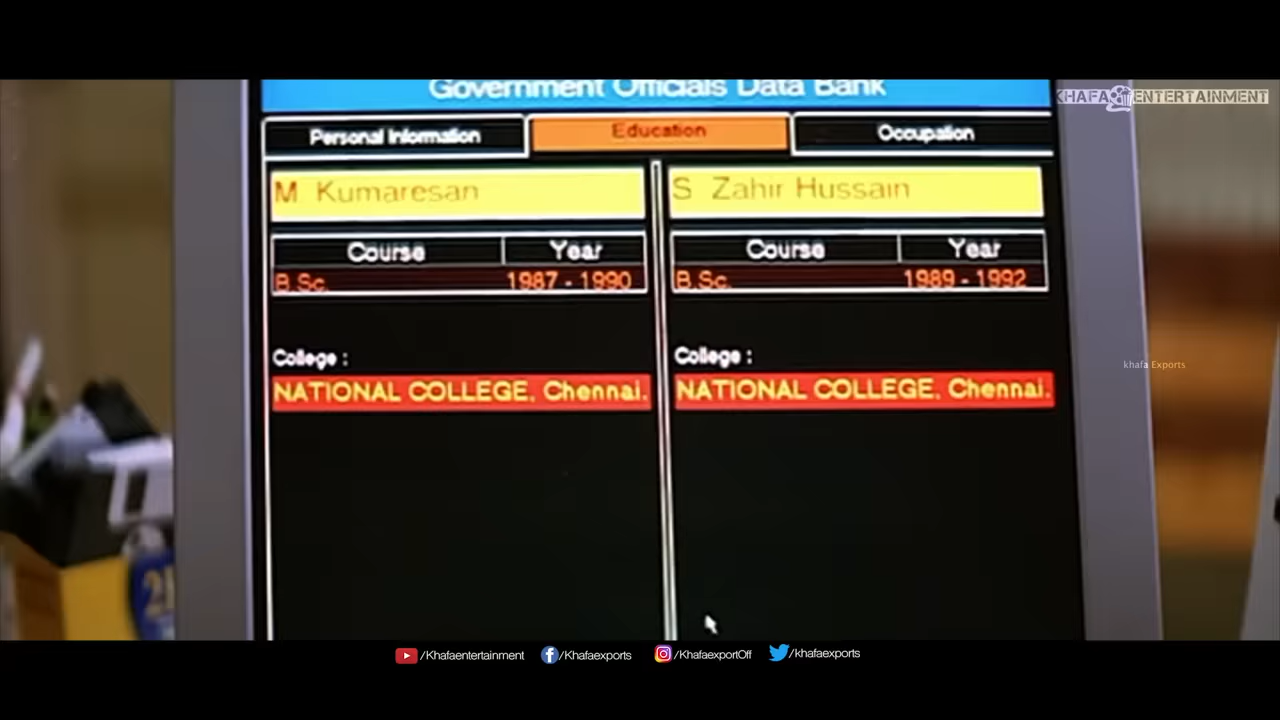 Government Officials Data Bank
KHAFA ENTERTAINMENT
Personal Information Education Occupation
M Kumaresan S Zahir Hussain
Course Year Course Year
B.Sc. 1987 - 1990 B.Sc. 1989 - 1992
College : College :
khafa Exports
NATIONAL COLLEGE, Chennai. NATIONAL COLLEGE, Chennai.
21
/Khafaentertainment /Khafaexports /KhafaexportOff /khafaexports